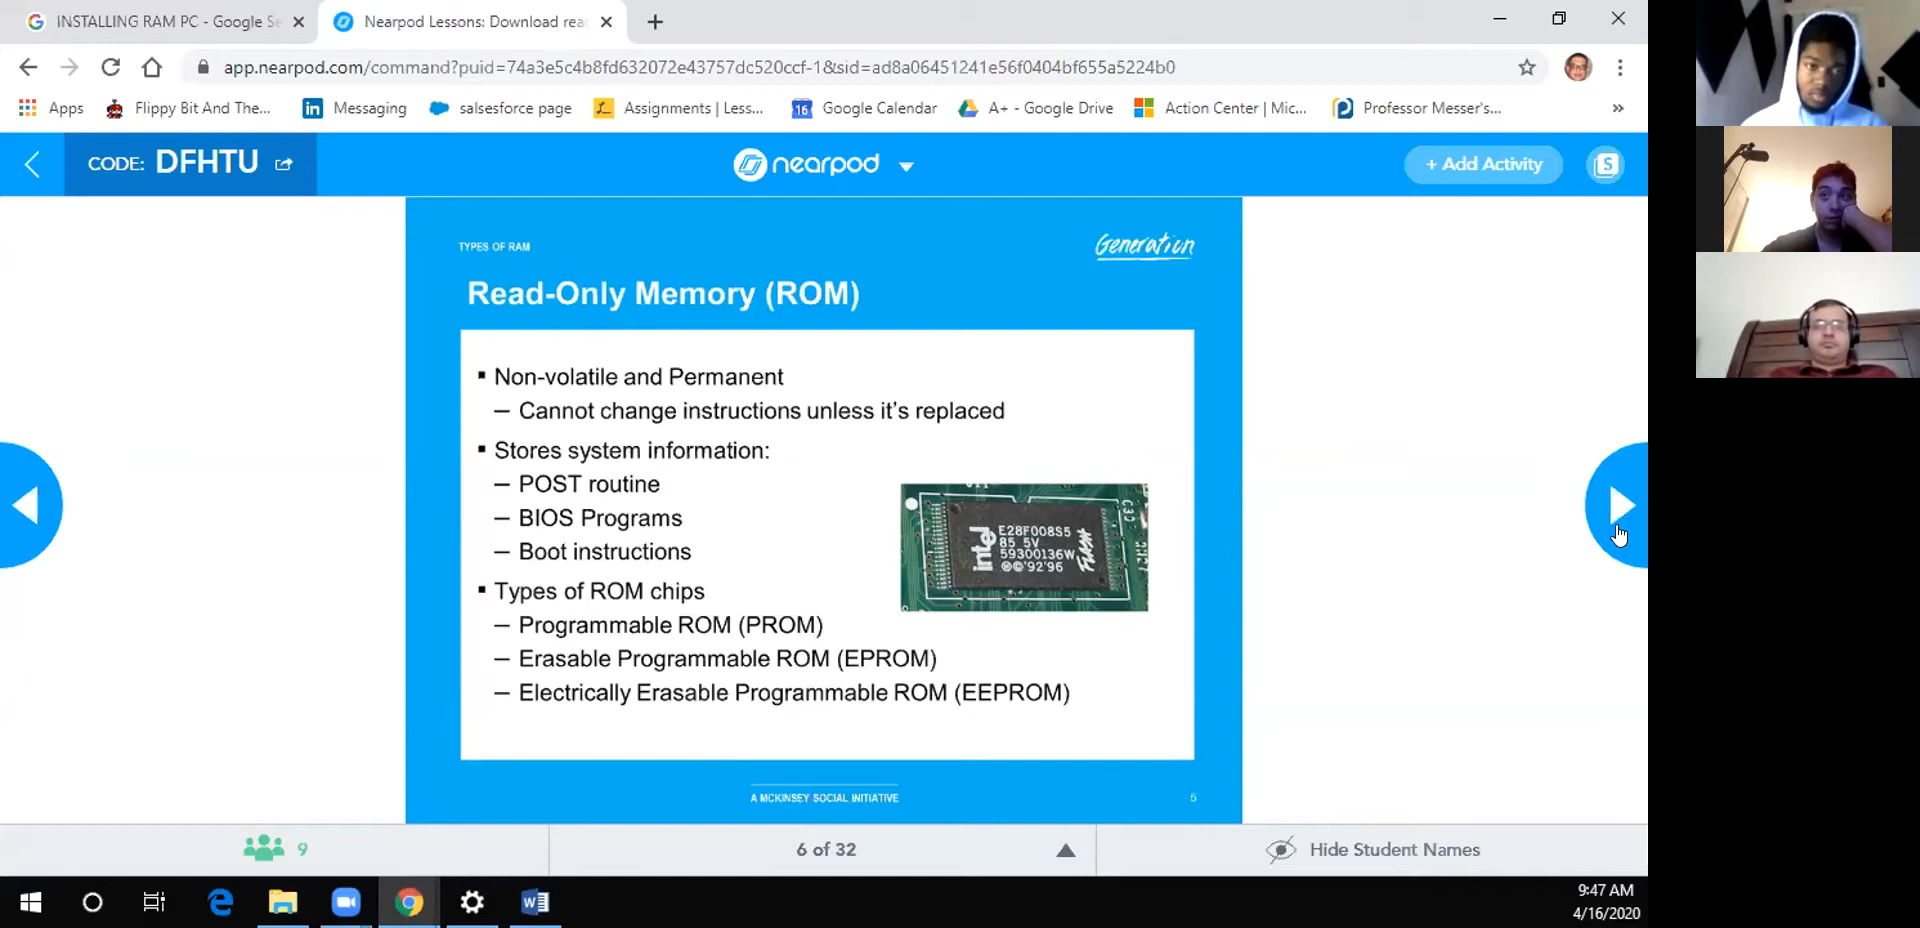 INSTALLING RAM PC - Google Se
Nearpod Lessons: Download rea
app.nearpod.com/command?puid=74a3e5c4b8fd632072e43757dc520ccf-1&sid=ad8a06451241e56f0404bf655a5224b0
Apps
Flippy Bit And The...
Messaging
salsesforce page
Assignments | Less...
Google Calendar
A+ - Google Drive
Action Center | Mic...
Professor Messer's...
CODE: DFHTU
nearpod
+ Add Activity
S
TYPES OF RAM
Generation
Read-Only Memory (ROM)
▪ Non-volatile and Permanent
– Cannot change instructions unless it's replaced
▪ Stores system information:
– POST routine
– BIOS Programs
– Boot instructions
▪ Types of ROM chips
– Programmable ROM (PROM)
– Erasable Programmable ROM (EPROM)
– Electrically Erasable Programmable ROM (EEPROM)
intel
E28F008S5
85 5V
59300136W
Ⓜ©'92'96
FLASH
A MCKINSEY SOCIAL INITIATIVE
5
9
6 of 32
Hide Student Names
9:47 AM
4/16/2020